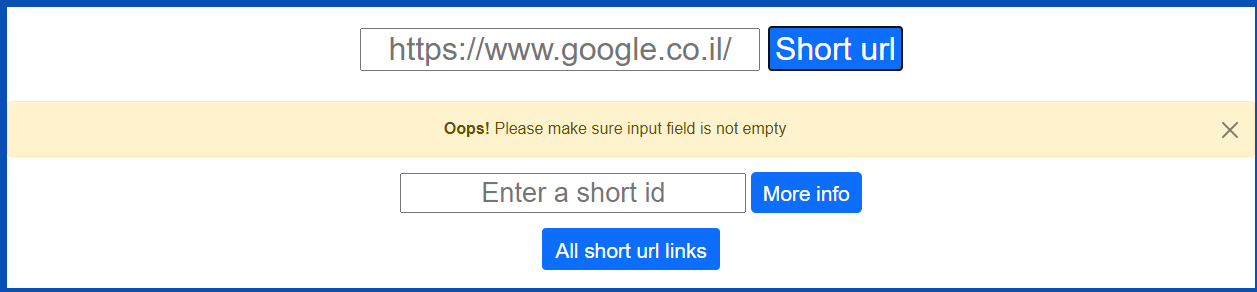 https://www.google.co.il/ Short url
Oops! Please make sure input field is not empty
Enter a short id More info
All short url links